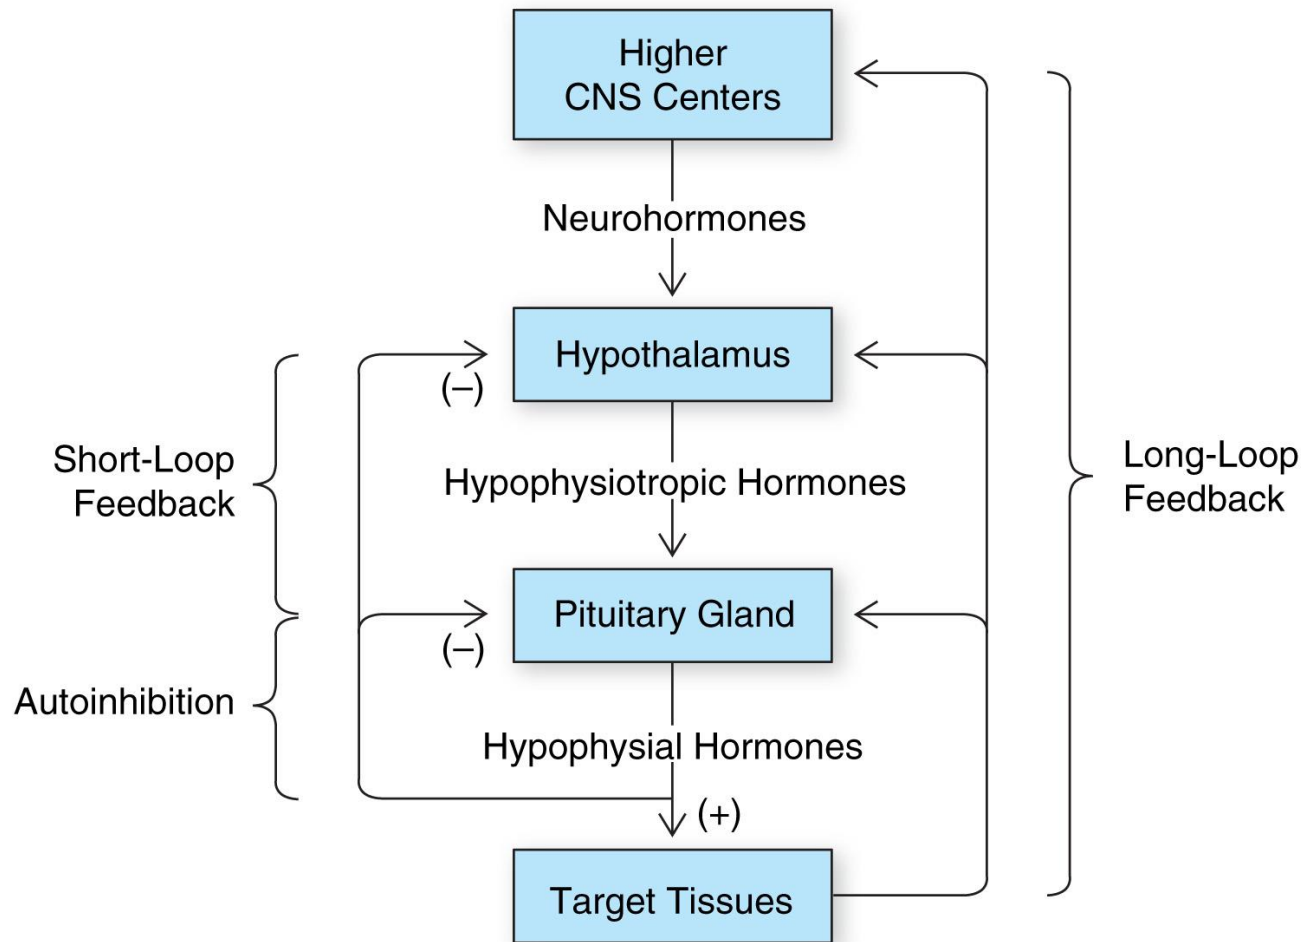 Higher
CNS Centers
Neurohormones
Hypothalamus
(–)
Short-Loop
Feedback
Hypophysiotropic Hormones
Long-Loop
Feedback
Pituitary Gland
(–)
Autoinhibition
Hypophysial Hormones
(+)
Target Tissues